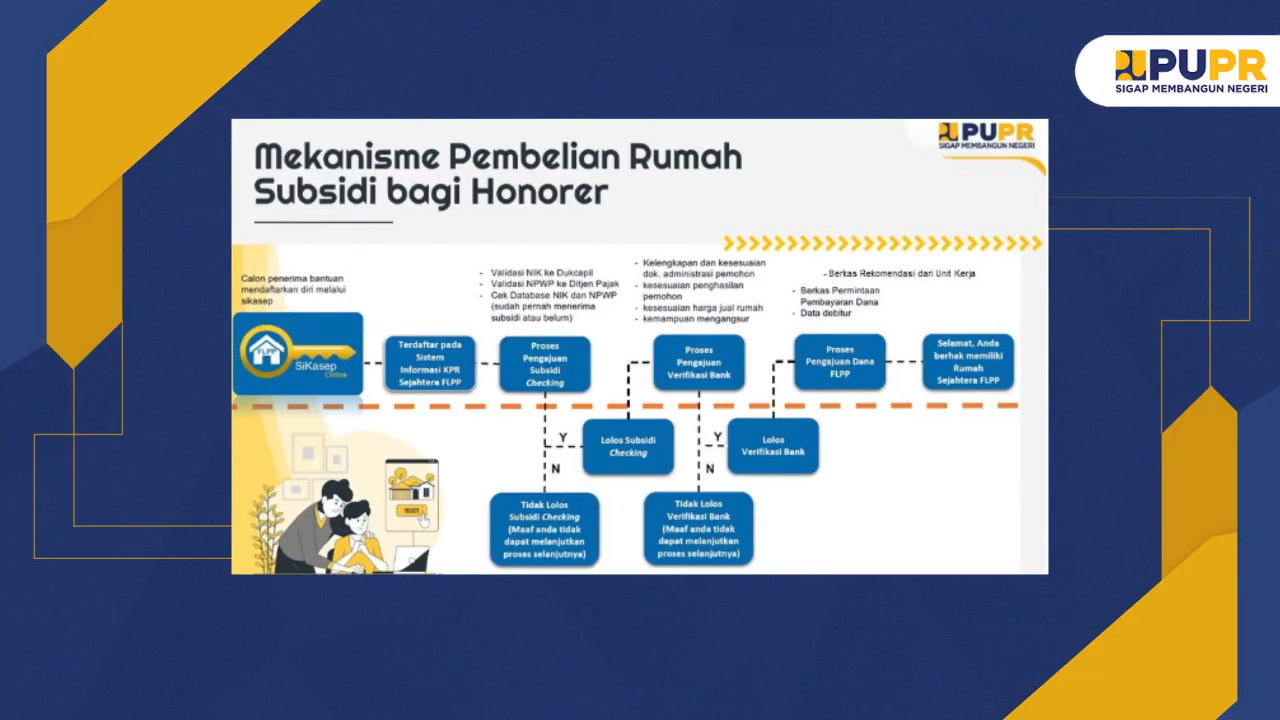 PUPR
SIGAP MEMBANGUN NEGERI
PUPR
SIGAP MEMBANGUN NEGERI
Mekanisme Pembelian Rumah
Subsidi bagi Honorer
Calon penerima bantuan
mendaftarkan diri melalui
sikasep
- Validasi NIK ke Dukcapil
- Validasi NPWP ke Ditjen Pajak
- Cek Database NIK dan NPWP
(sudah pernah menerima
subsidi atau belum)
- Kelengkapan dan kesesuaian
dok. administrasi pemohon
- kesesuaian penghasilan
pemohon
- kesesuaian harga jual rumah
- kemampuan mengangsur
- Berkas Rekomendasi dari Unit Kerja
- Berkas Permintaan
Pembayaran Dana
- Data debitur
FLPP
SiKasep
Online
Terdaftar pada
Sistem
Informasi KPR
Sejahtera FLPP
Proses
Pengajuan
Subsidi
Checking
Proses
Pengajuan
Verifikasi Bank
Proses
Pengajuan Dana
FLPP
Selamat, Anda
berhak memiliki
Rumah
Sejahtera FLPP
Y
Lolos Subsidi
Checking
N
Y
Lolos
Verifikasi Bank
N
Tidak Lolos
Subsidi Checking
(Maaf anda tidak
dapat melanjutkan
proses selanjutnya)
Tidak Lolos
Verifikasi Bank
(Maaf anda tidak
dapat melanjutkan
proses selanjutnya)